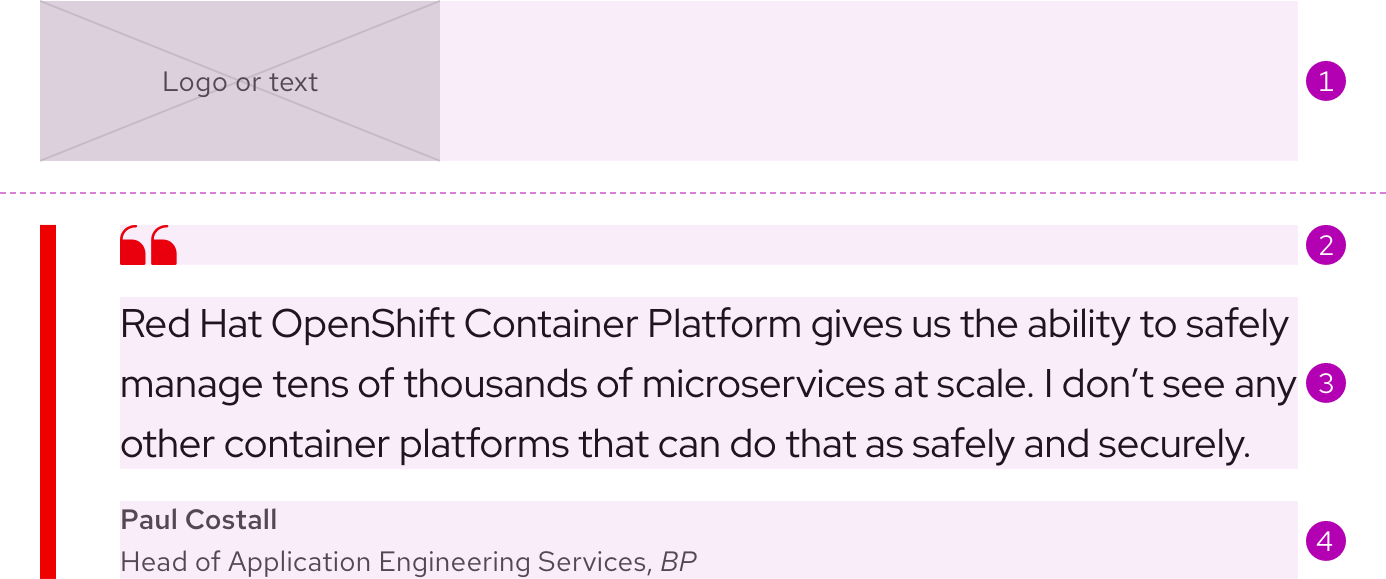 Logo or text
1
2
Red Hat OpenShift Container Platform gives us the ability to safely
manage tens of thousands of microservices at scale. I don’t see any
3
other container platforms that can do that as safely and securely.
Paul Costall
Head of Application Engineering Services, BP
4